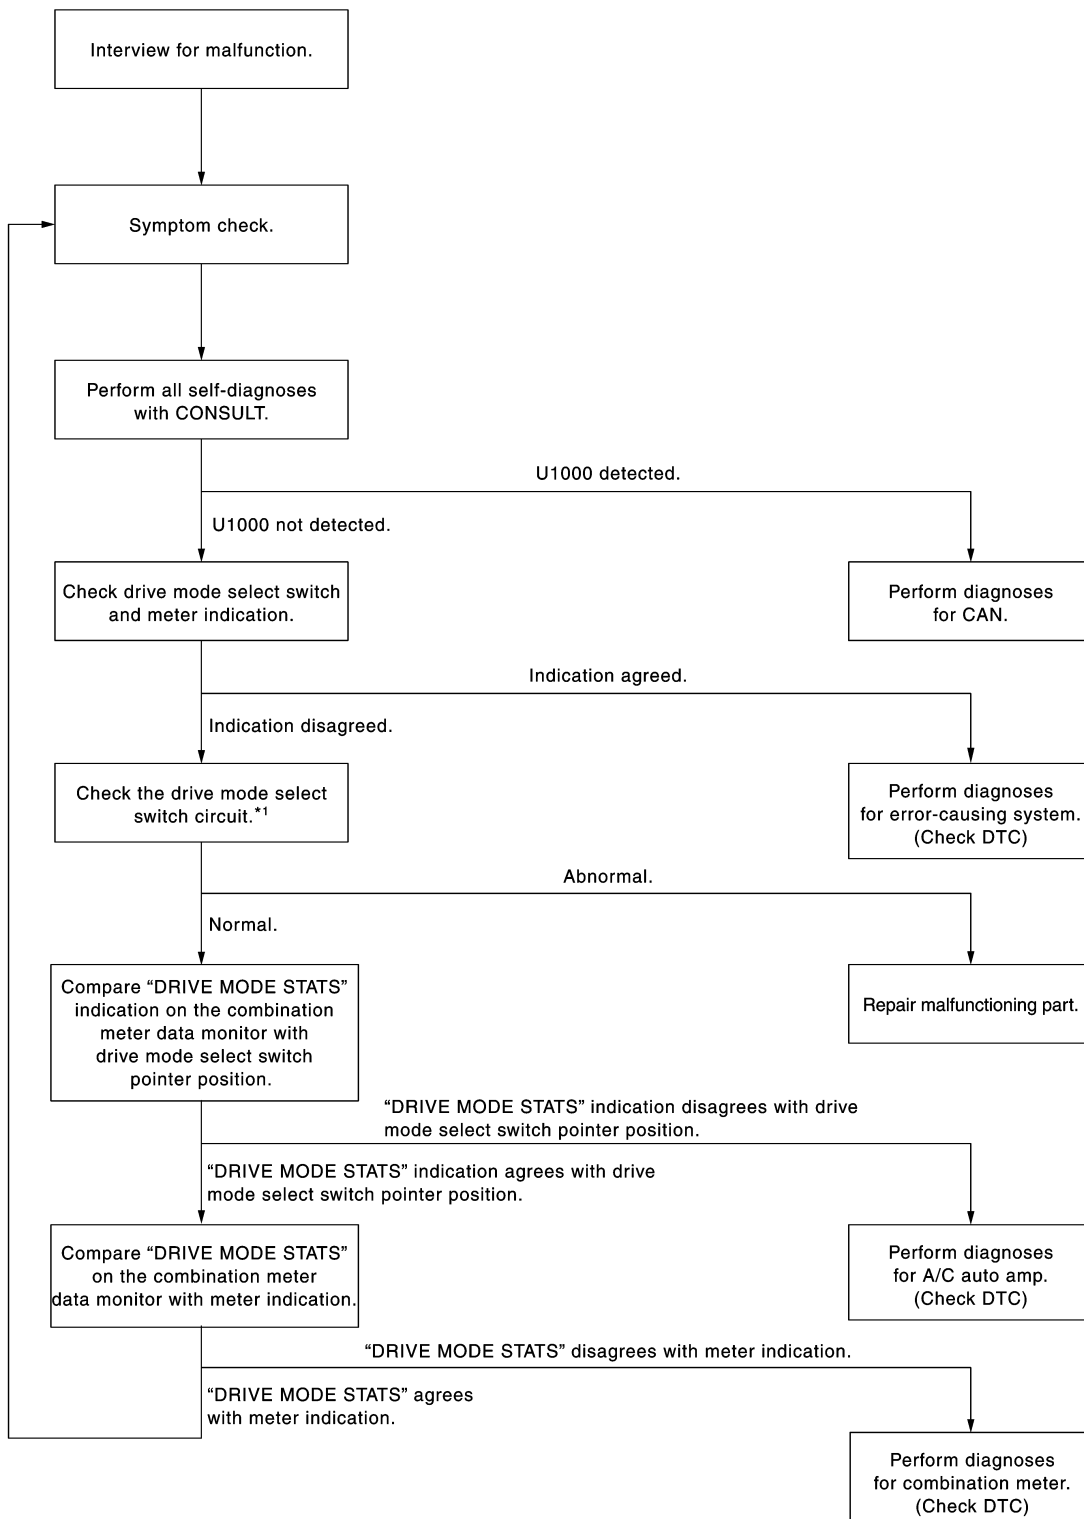 Interview for malfunction.
Symptom check.
Perform all self-diagnoses
with CONSULT.
U1000 detected.
U1000 not detected.
Check drive mode select switch
and meter indication.
Perform diagnoses
for CAN.
Indication agreed.
Indication disagreed.
Check the drive mode select
switch circuit.*1
Perform diagnoses
for error-causing system.
(Check DTC)
Abnormal.
Normal.
Compare “DRIVE MODE STATS”
indication on the combination
meter data monitor with
drive mode select switch
pointer position.
Repair malfunctioning part.
“DRIVE MODE STATS” indication disagrees with drive
mode select switch pointer position.
“DRIVE MODE STATS” indication agrees with drive
mode select switch pointer position.
Compare “DRIVE MODE STATS”
on the combination meter
data monitor with meter indication.
Perform diagnoses
for A/C auto amp.
(Check DTC)
“DRIVE MODE STATS” disagrees with meter indication.
“DRIVE MODE STATS” agrees
with meter indication.
Perform diagnoses
for combination meter.
(Check DTC)